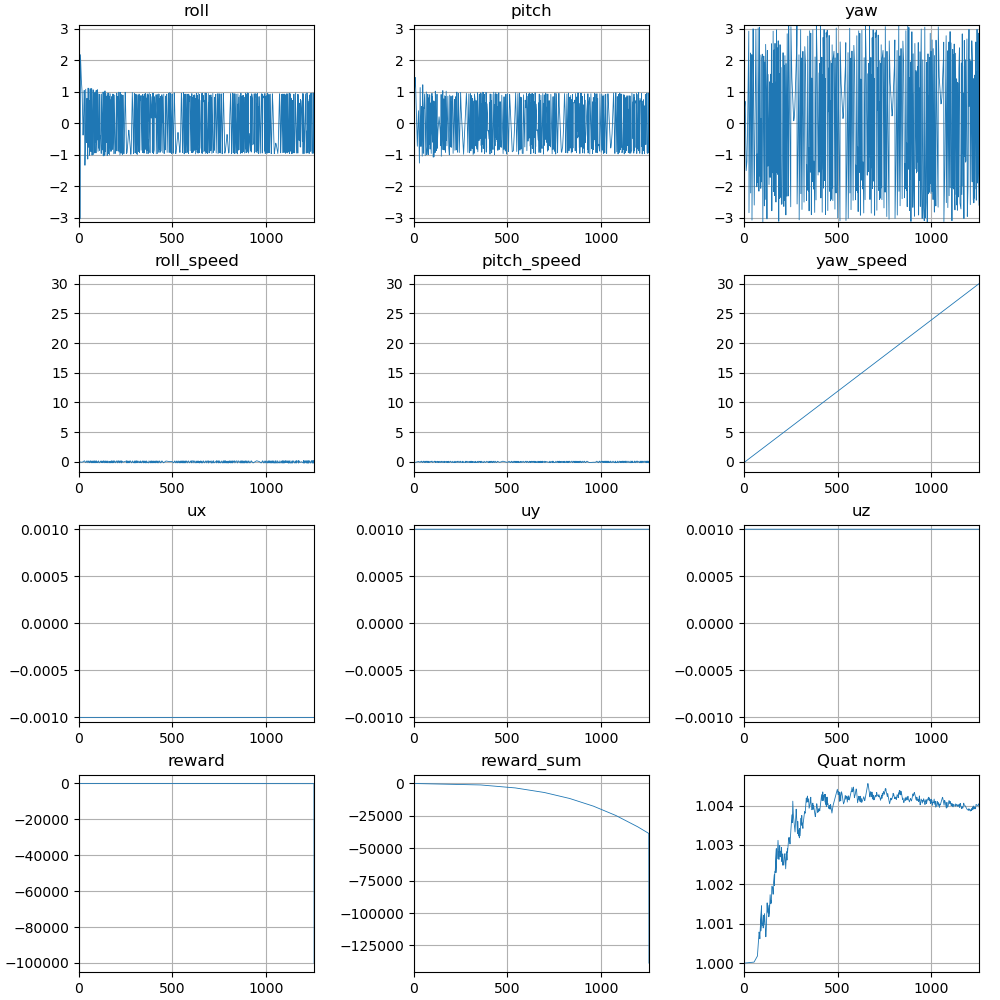 roll pitch yaw
3 3 3
2 2 2
1 1 1
0 0 0
−1 −1 −1
−2 −2 −2
−3 −3 −3
0 500 1000 0 500 1000 0 500 1000
roll_speed pitch_speed yaw_speed
30 30 30
25 25 25
20 20 20
15 15 15
10 10 10
5 5 5
0 0 0
0 500 1000 0 500 1000 0 500 1000
ux uy uz
0.0010 0.0010 0.0010
0.0005 0.0005 0.0005
0.0000 0.0000 0.0000
−0.0005 −0.0005 −0.0005
−0.0010 −0.0010 −0.0010
0 500 1000 0 500 1000 0 500 1000
reward reward_sum Quat norm
0 0 1.004
−20000 −25000 1.003
−40000 −50000 1.002
−60000 −75000 1.001
−80000 −100000 1.000
−100000 −125000
0 500 1000 0 500 1000 0 500 1000